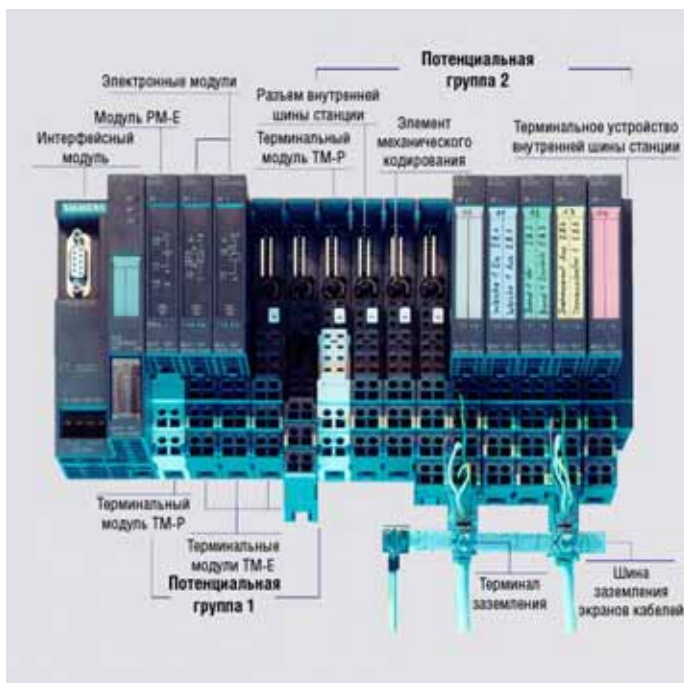 Потенциальная
группа 2
Электронные модули
Разъем внутренней
шины станции
Модуль PM-E
Элемент
механического
кодирования
Терминальное устройство
внутренней шины станции
Интерфейсный
модуль
Терминальный
модуль TM-P
SIEMENS
Терминальный
модуль TM-P
Терминальные
модули TM-E
Потенциальная
группа 1
Терминал
заземления
Шина
заземления
экранов кабелей